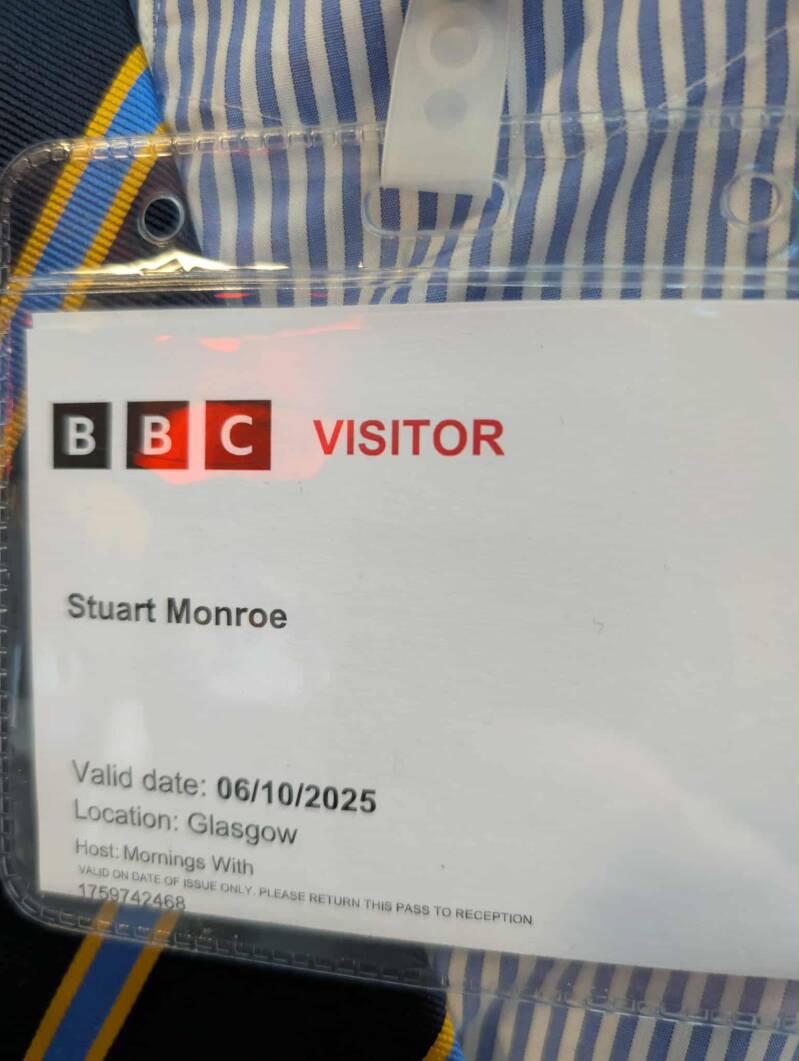 BBC VISITOR
Stuart Monroe
Valid date: 06/10/2025
Location: Glasgow
Host: Mornings With
VALID ON DATE OF ISSUE ONLY. PLEASE RETURN THIS PASS TO RECEPTION
1759742468